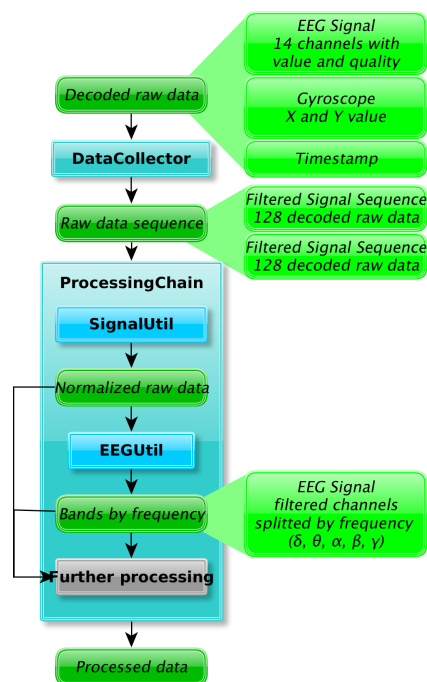 EEG Signal
14 channels with
value and quality
Decoded raw data
Gyroscope
X and Y value
DataCollector
Timestamp
Filtered Signal Sequence
128 decoded raw data
Raw data sequence
Filtered Signal Sequence
128 decoded raw data
ProcessingChain
SignalUtil
Normalized raw data
EEGUtil
EEG Signal
filtered channels
splitted by frequency
(δ, θ, α, β, γ)
Bands by frequency
Further processing
Processed data